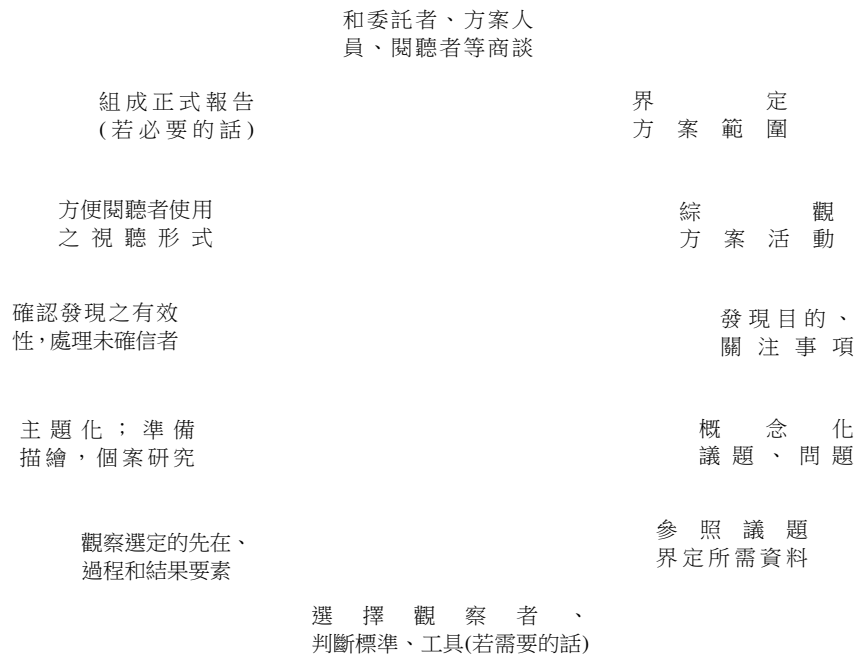 和委託者、方案人
員、閱聽者等商談
界定
方案範圍
綜觀
方案活動
發現目的、
關注事項
概念化
議題、問題
參照議題
界定所需資料
選擇觀察者、
判斷標準、工具(若需要的話)
觀察選定的先在、
過程和結果要素
主題化；準備
描繪，個案研究
確認發現之有效
性，處理未確信者
方便閱聽者使用
之視聽形式
組成正式報告
(若必要的話)